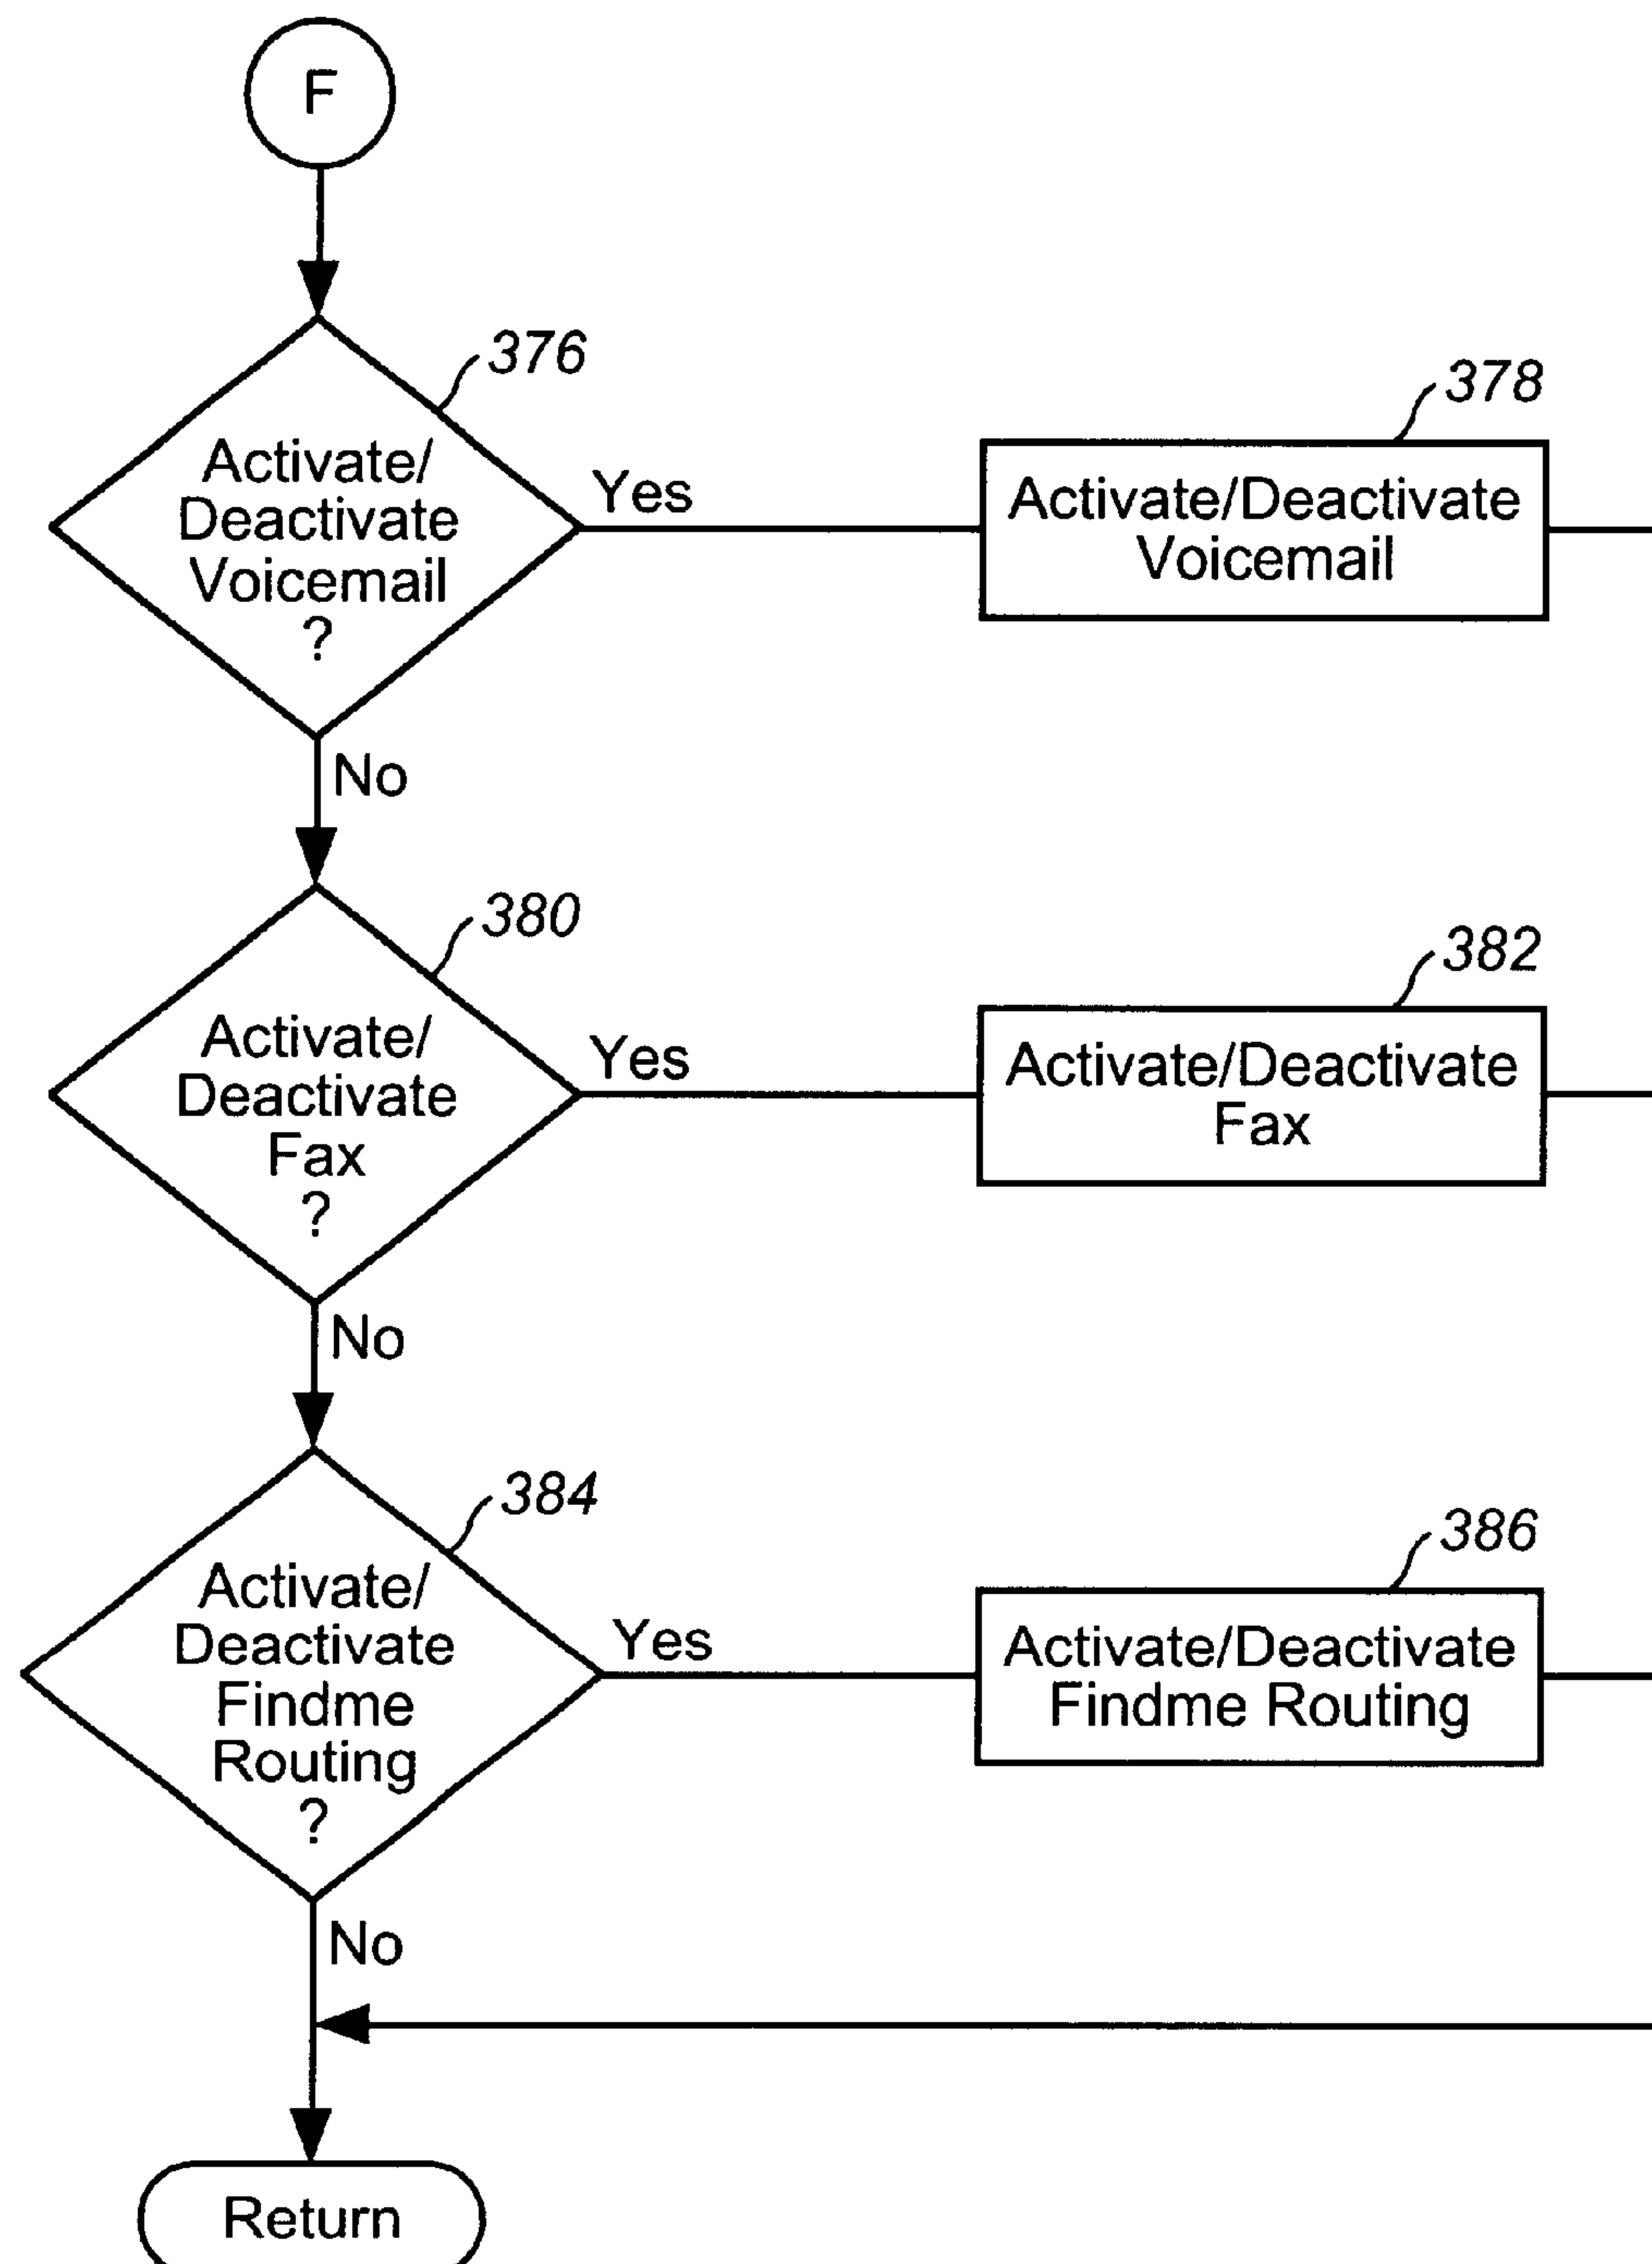 F
376
Activate/
Deactivate
Voicemail
?
Yes
378
Activate/Deactivate
Voicemail
No
380
Activate/
Deactivate
Fax
?
Yes
382
Activate/Deactivate
Fax
No
384
Activate/
Deactivate
Findme
Routing
?
Yes
386
Activate/Deactivate
Findme Routing
No
Return